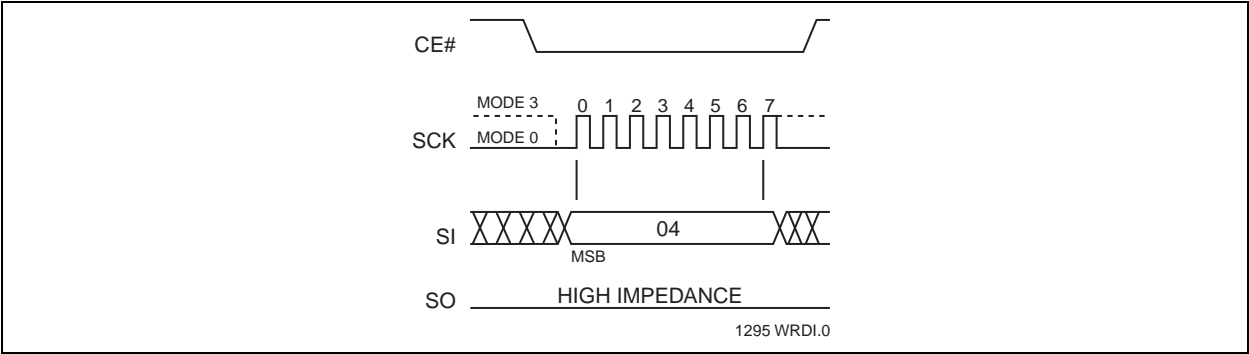 CE#
MODE 3
0 1 2 3 4 5 6 7
SCK
MODE 0
SI
04
MSB
SO
HIGH IMPEDANCE
1295 WRDI.0